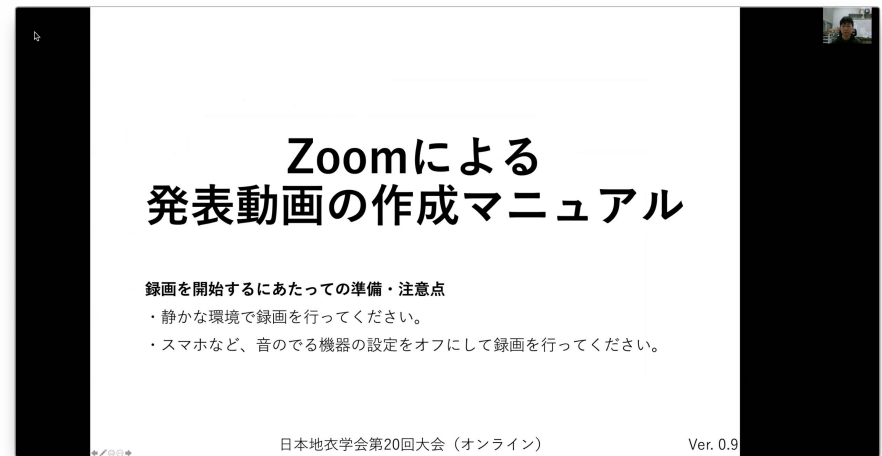 Zoomによる
発表動画の作成マニュアル
録画を開始するにあたっての準備・注意点
・静かな環境で録画を行ってください。
・スマホなど、音のでる機器の設定をオフにして録画を行ってください。
日本地衣学会第20回大会（オンライン）
Ver. 0.9